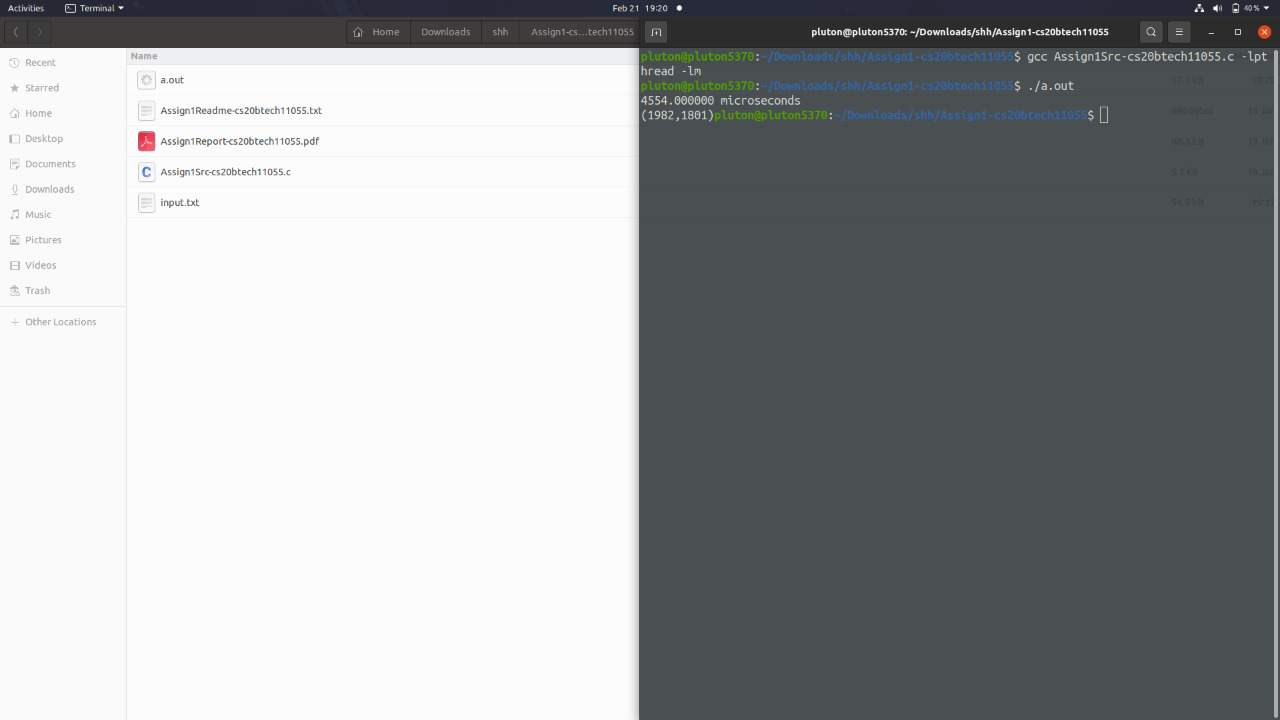 Activities Terminal Feb 21 19:20 40%
Home Downloads shh Assign1-cs...tech11055
pluton@pluton5370: ~/Downloads/shh/Assign1-cs20btech11055
Name
Recent
Starred
Home
Desktop
Documents
Downloads
Music
Pictures
Videos
Trash
Other Locations
a.out
Assign1Readme-cs20btech11055.txt
Assign1Report-cs20btech11055.pdf
Assign1Src-cs20btech11055.c
input.txt
pluton@pluton5370:~/Downloads/shh/Assign1-cs20btech11055$ gcc Assign1Src-cs20btech11055.c -lpt
hread -lm
pluton@pluton5370:~/Downloads/shh/Assign1-cs20btech11055$ ./a.out
4554.000000 microseconds
(1982,1801)pluton@pluton5370:~/Downloads/shh/Assign1-cs20btech11055$